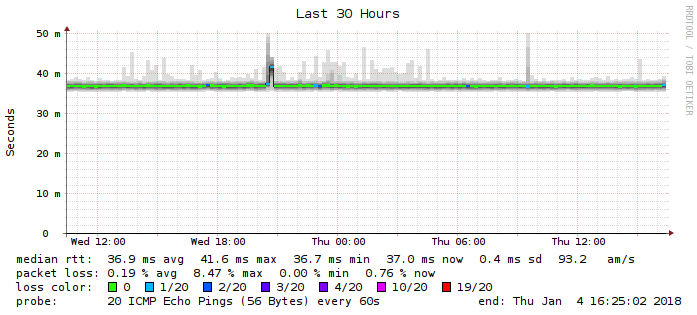 Last 30 Hours
RRDTOOL / TOBI OETIKER
Seconds
50 m
40 m
30 m
20 m
10 m
0
Wed 12:00 Wed 18:00 Thu 00:00 Thu 06:00 Thu 12:00
median rtt: 36.9 ms avg 41.6 ms max 36.7 ms min 37.0 ms now 0.4 ms sd 93.2 am/s
packet loss: 0.19 % avg 8.47 % max 0.00 % min 0.76 % now
loss color: 0 1/20 2/20 3/20 4/20 10/20 19/20
probe: 20 ICMP Echo Pings (56 Bytes) every 60s end: Thu Jan 4 16:25:02 2018